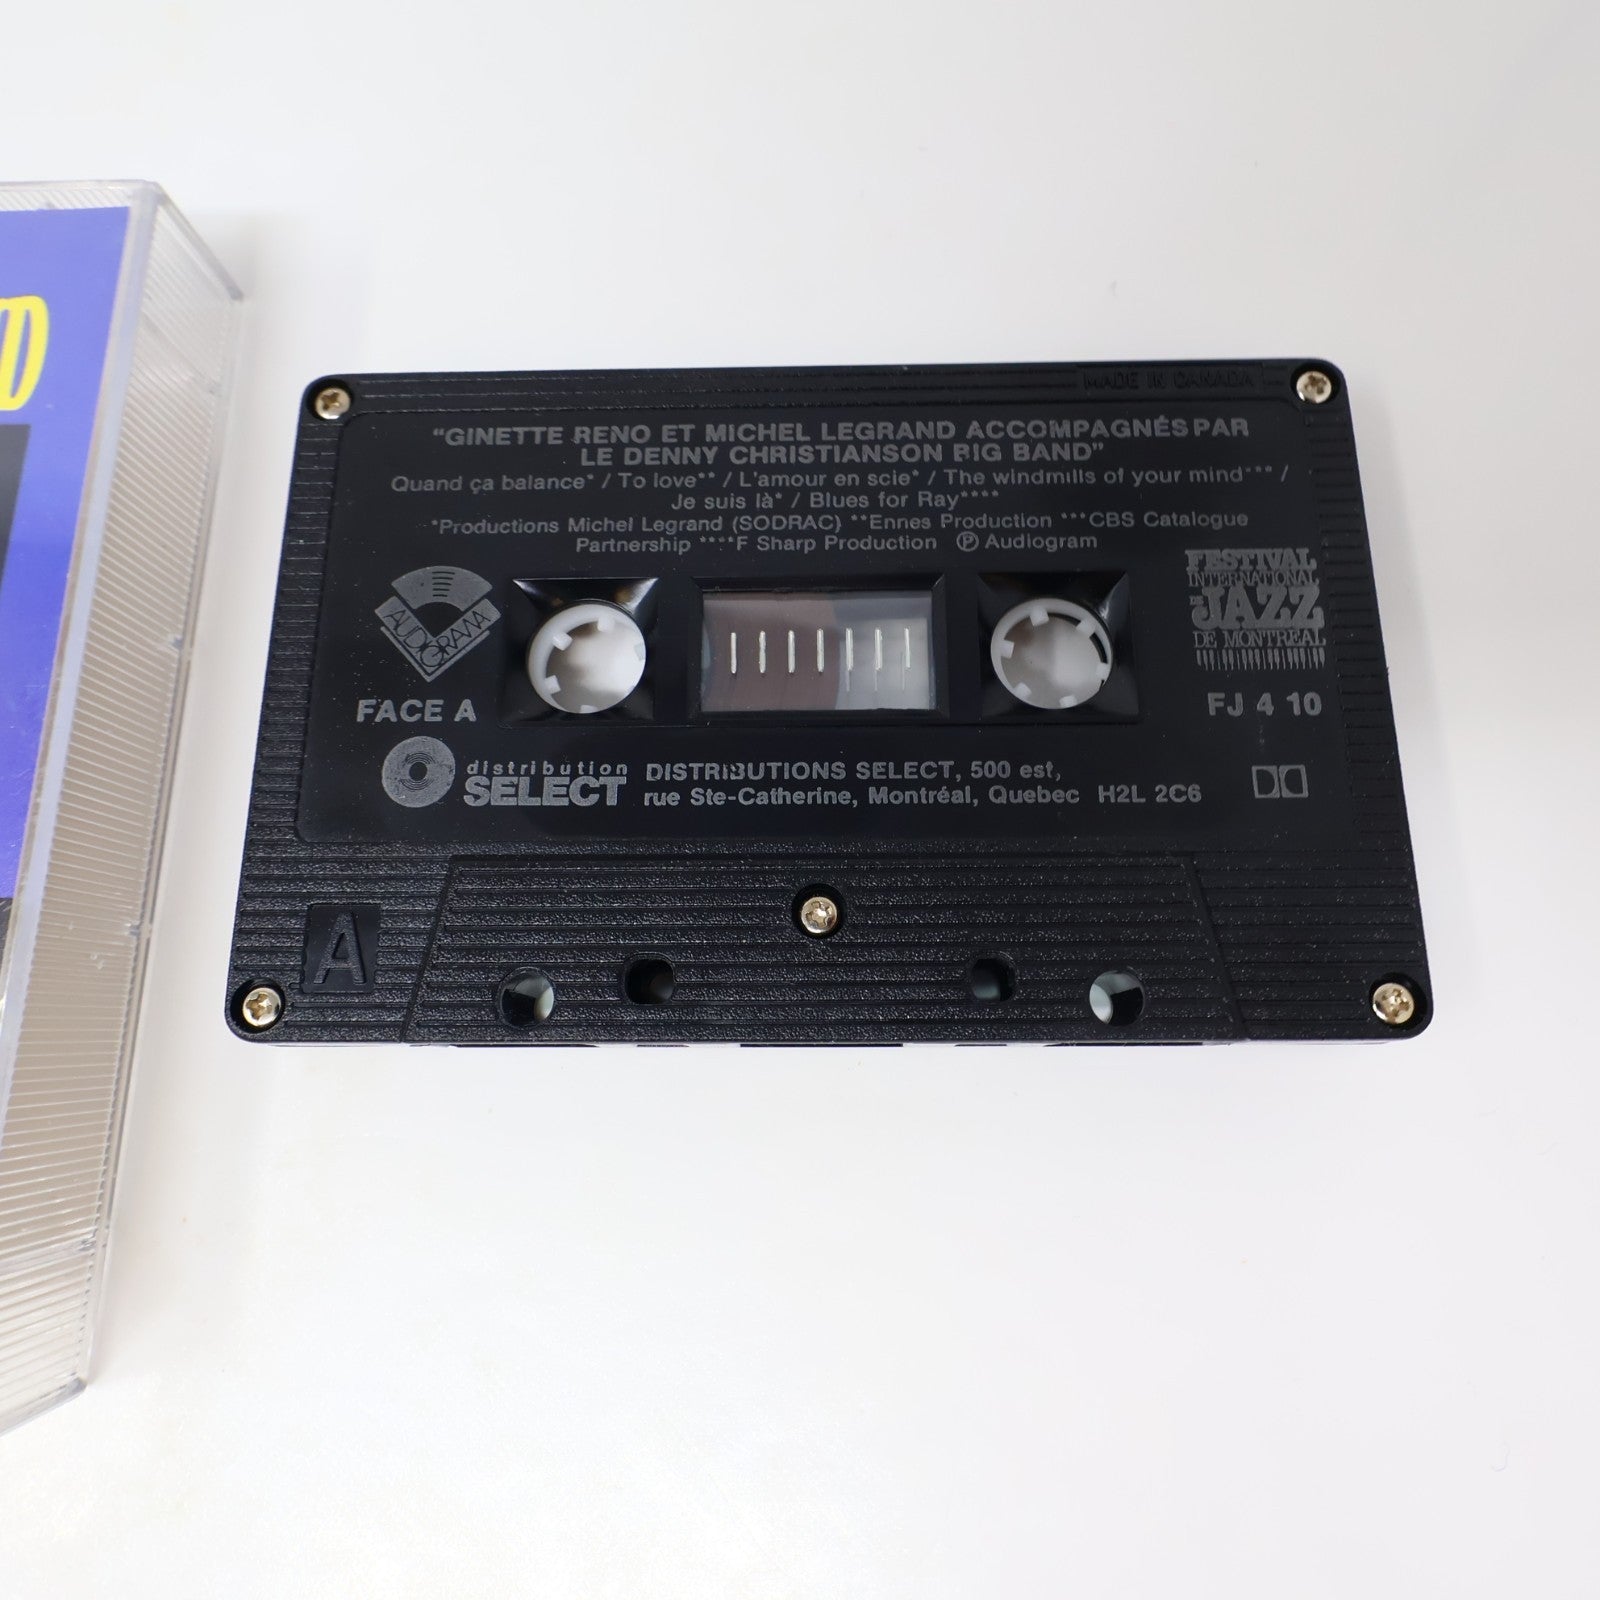 D
MADE IN CANADA
"GINETTE RENO ET MICHEL LEGRAND ACCOMPAGNÉS PAR
LE DENNY CHRISTIANSON BIG BAND"
Quand ça balance* / To love** / L'amour en scie* / The windmills of your mind*** /
Je suis là* / Blues for Ray****
*Productions Michel Legrand (SODRAC) **Ennes Production ***CBS Catalogue
Partnership ****F Sharp Production Ⓟ Audiogram
AUDIOGRAM
FESTIVAL
INTERNATIONAL
DE JAZZ
DE MONTRÉAL
FACE A
FJ 4 10
distribution
SELECT
DISTRIBUTIONS SELECT, 500 est,
rue Ste-Catherine, Montréal, Quebec H2L 2C6
A